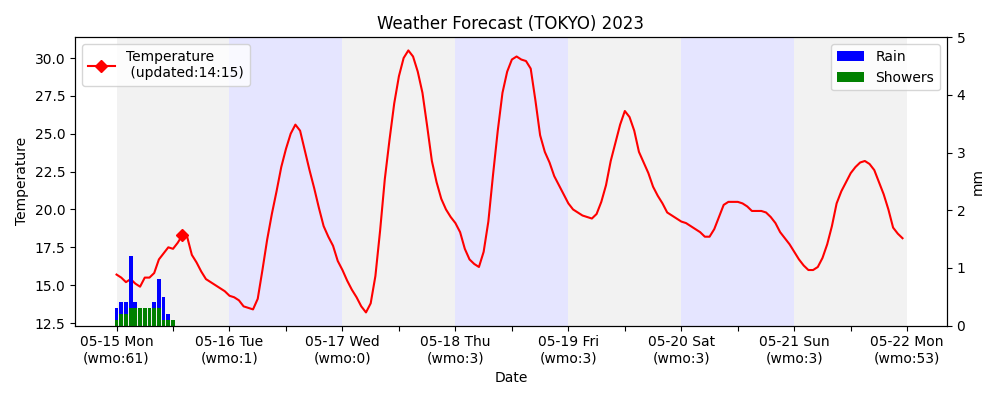 Weather Forecast (TOKYO) 2023
Temperature
(updated:14:15)
Rain
Showers
30.0
27.5
25.0
22.5
20.0
17.5
15.0
12.5
Temperature
5
4
3
2
1
0
mm
05-15 Mon
(wmo:61)
05-16 Tue
(wmo:1)
05-17 Wed
(wmo:0)
05-18 Thu
(wmo:3)
05-19 Fri
(wmo:3)
05-20 Sat
(wmo:3)
05-21 Sun
(wmo:3)
05-22 Mon
(wmo:53)
Date